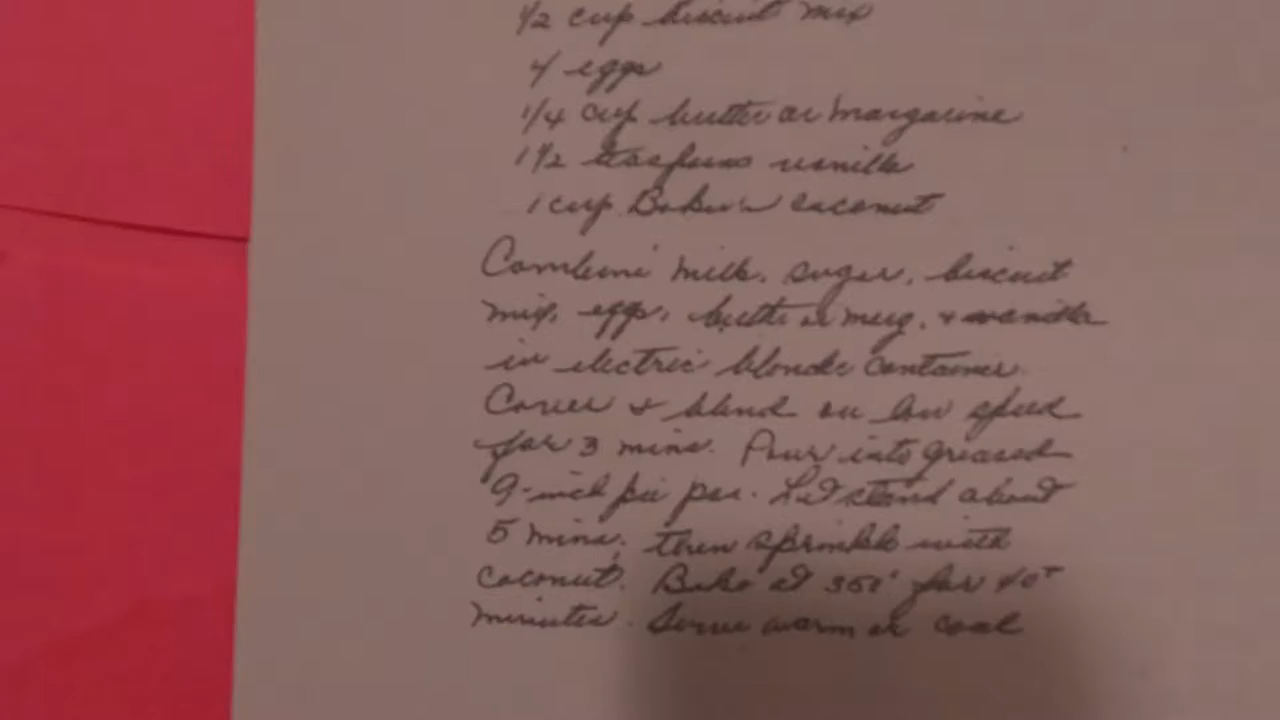 1/2 cup biscuit mix
4 eggs
1/4 cup butter or margarine
1 1/2 teaspoons vanilla
1 cup Baker's coconut
Combine milk, sugar, biscuit
mix, eggs, butter or marg. + vanilla
in electric blender container.
Cover + blend on low speed
for 3 mins. Pour into greased
9-inch pie pan. Let stand about
5 mins; then sprinkle with
coconut. Bake at 350° for 40
minutes. Serve warm or cool